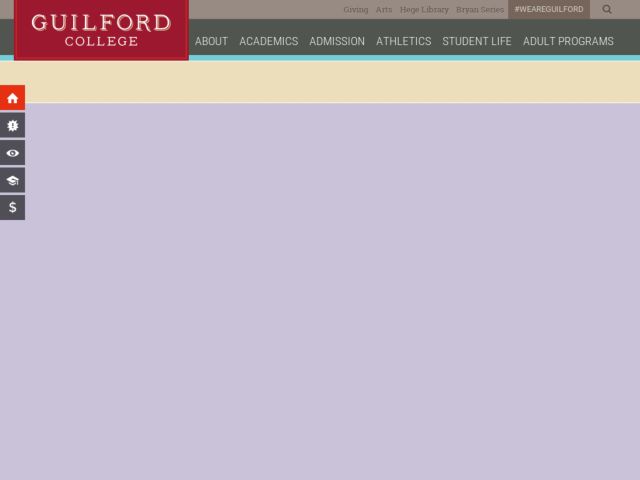 Giving Arts Hege Library Bryan Series #WEAREGUILFORD
GUILFORD
COLLEGE
ABOUT ACADEMICS ADMISSION ATHLETICS STUDENT LIFE ADULT PROGRAMS
$